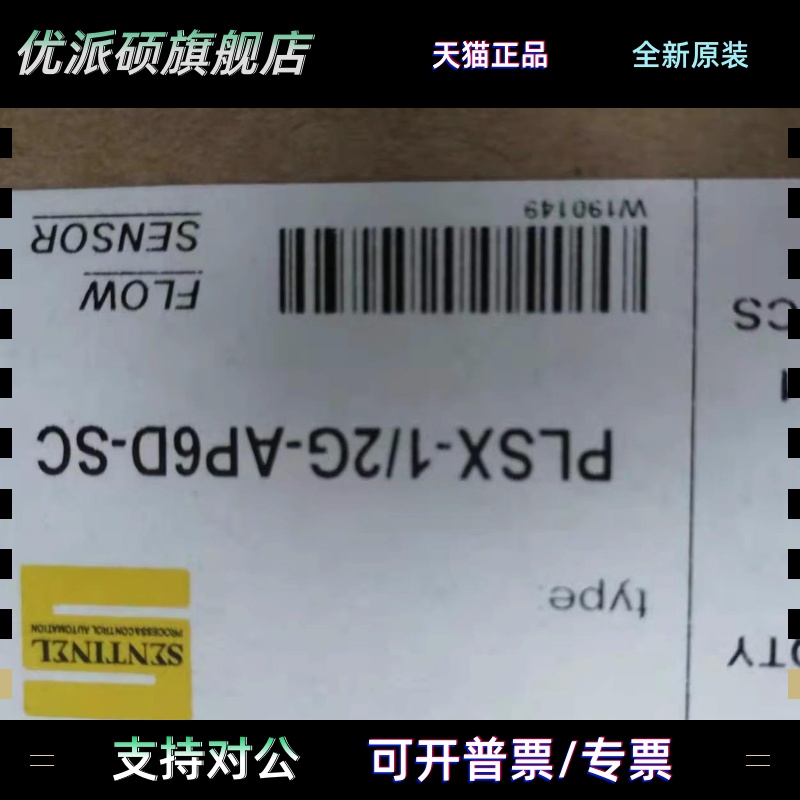 优派硕旗舰店
天猫正品
全新原装
QTY
type:
SENTINEL
PROCESS&CONTROL AUTOMATION
PLSX-1/2G-AP6D-SC
FLOW
SENSOR
W190149
支持对公
可开普票/专票